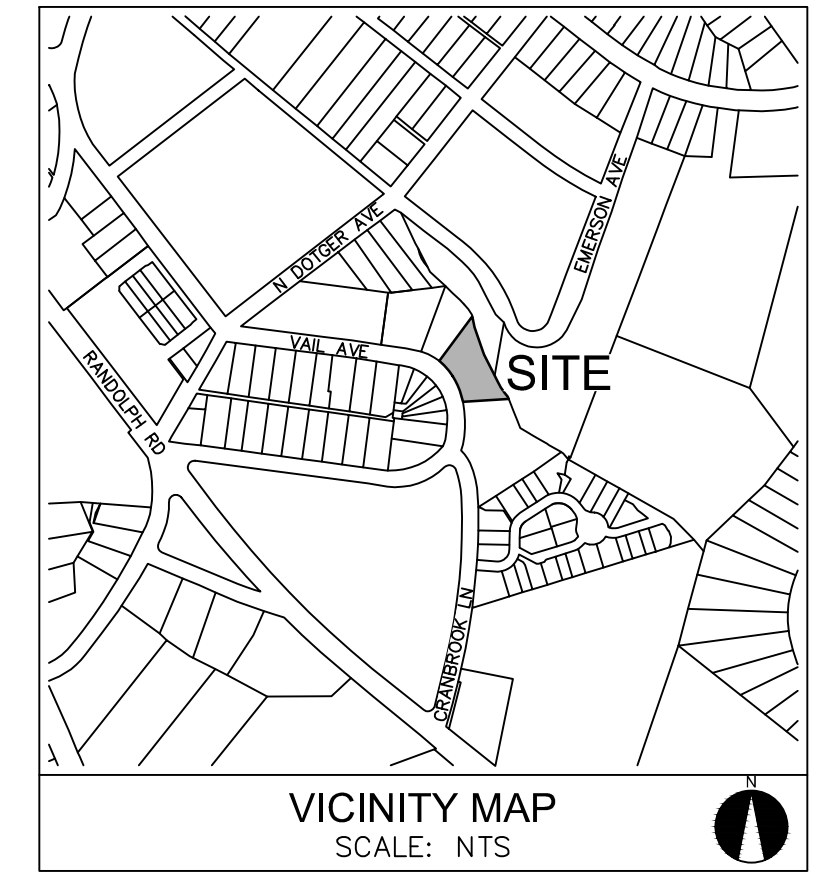 EMERSON AVE
N DOTGER AVE
VAIL AVE
SITE
RANDOLPH RD
CRANBROOK LN
N
VICINITY MAP
SCALE: NTS